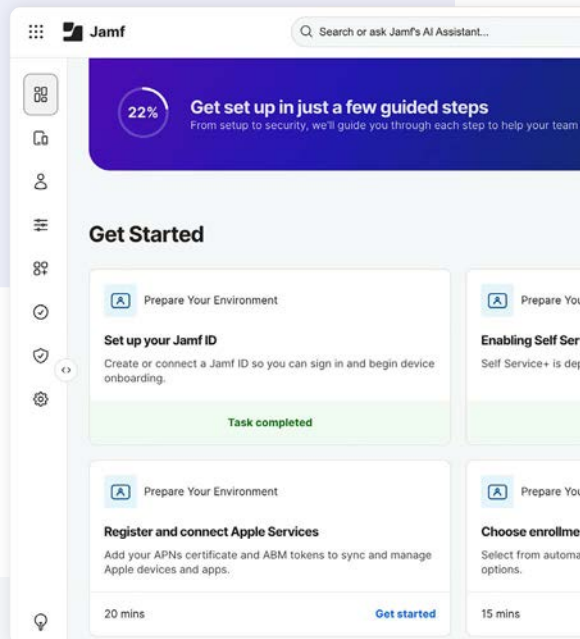 Jamf
Search or ask Jamf's AI Assistant...
22%
Get set up in just a few guided steps
From setup to security, we'll guide you through each step to help your team
Get Started
Prepare Your Environment
Set up your Jamf ID
Create or connect a Jamf ID so you can sign in and begin device
onboarding.
Task completed
Prepare You
Enabling Self Ser
Self Service+ is dep
Prepare Your Environment
Register and connect Apple Services
Add your APNs certificate and ABM tokens to sync and manage
Apple devices and apps.
20 mins
Get started
Prepare You
Choose enrollme
Select from automa
options.
15 mins